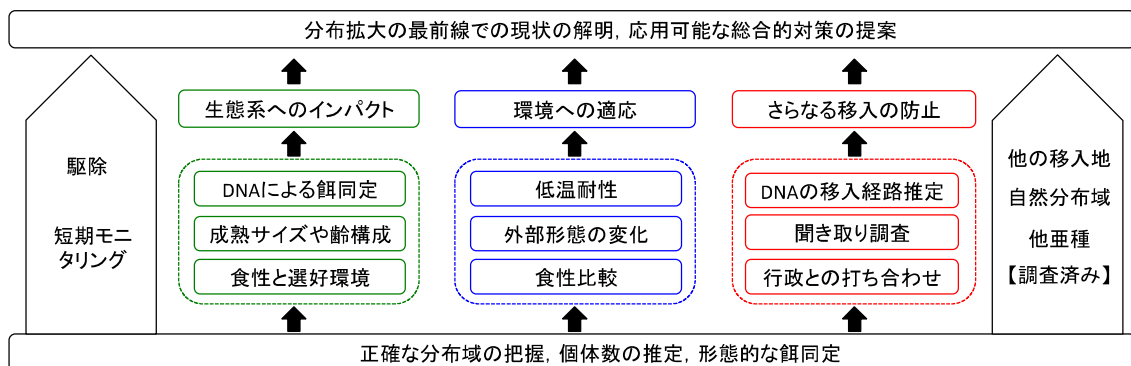 分布拡大の最前線での現状の解明, 応用可能な総合的対策の提案
生態系へのインパクト
環境への適応
さらなる移入の防止
駆除
短期モニ
タリング
DNAによる餌同定
成熟サイズや齢構成
食性と選好環境
低温耐性
外部形態の変化
食性比較
DNAの移入経路推定
聞き取り調査
行政との打ち合わせ
他の移入地
自然分布域
他亜種
【調査済み】
正確な分布域の把握, 個体数の推定, 形態的な餌同定